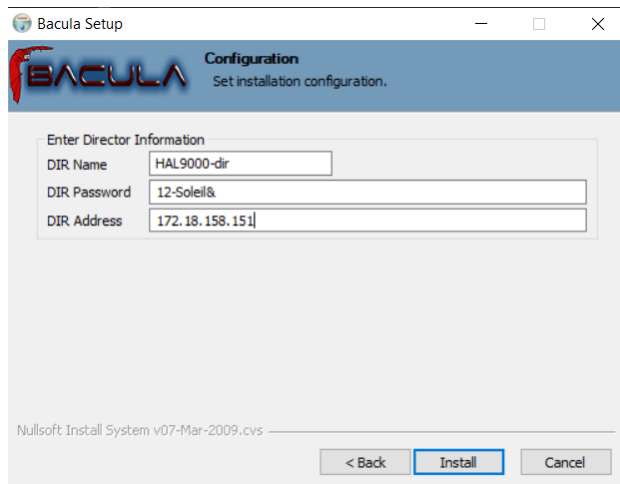 Bacula Setup
BACULA
Configuration
Set installation configuration.
Enter Director Information
DIR Name HAL9000-dir
DIR Password 12-Soleil&
DIR Address 172.18.158.151
Nullsoft Install System v07-Mar-2009.cvs
< Back Install Cancel